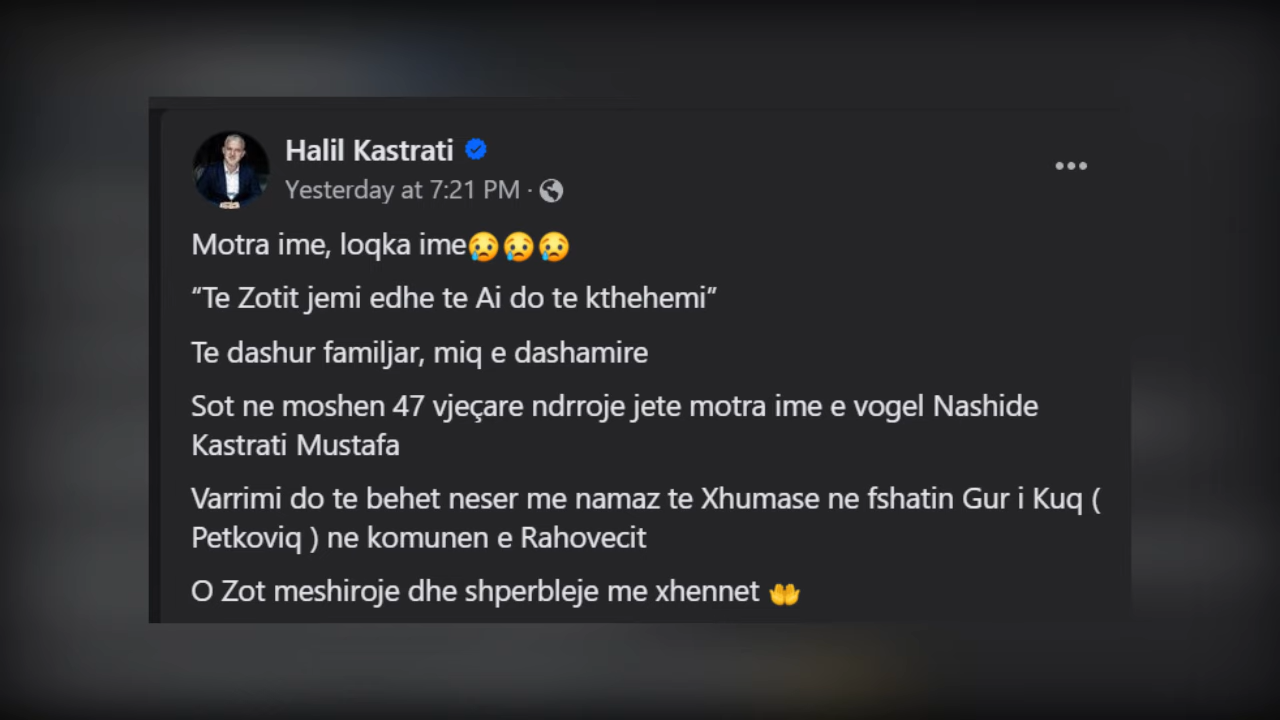 Halil Kastrati
Yesterday at 7:21 PM ·
Motra ime, loqka ime😥😥😥
“Te Zotit jemi edhe te Ai do te kthehemi”
Te dashur familjar, miq e dashamire
Sot ne moshen 47 vjeçare ndrroje jete motra ime e vogel Nashide
Kastrati Mustafa
Varrimi do te behet neser me namaz te Xhumase ne fshatin Gur i Kuq (
Petkoviq ) ne komunen e Rahovecit
O Zot meshiroje dhe shperbleje me xhennet 🤲